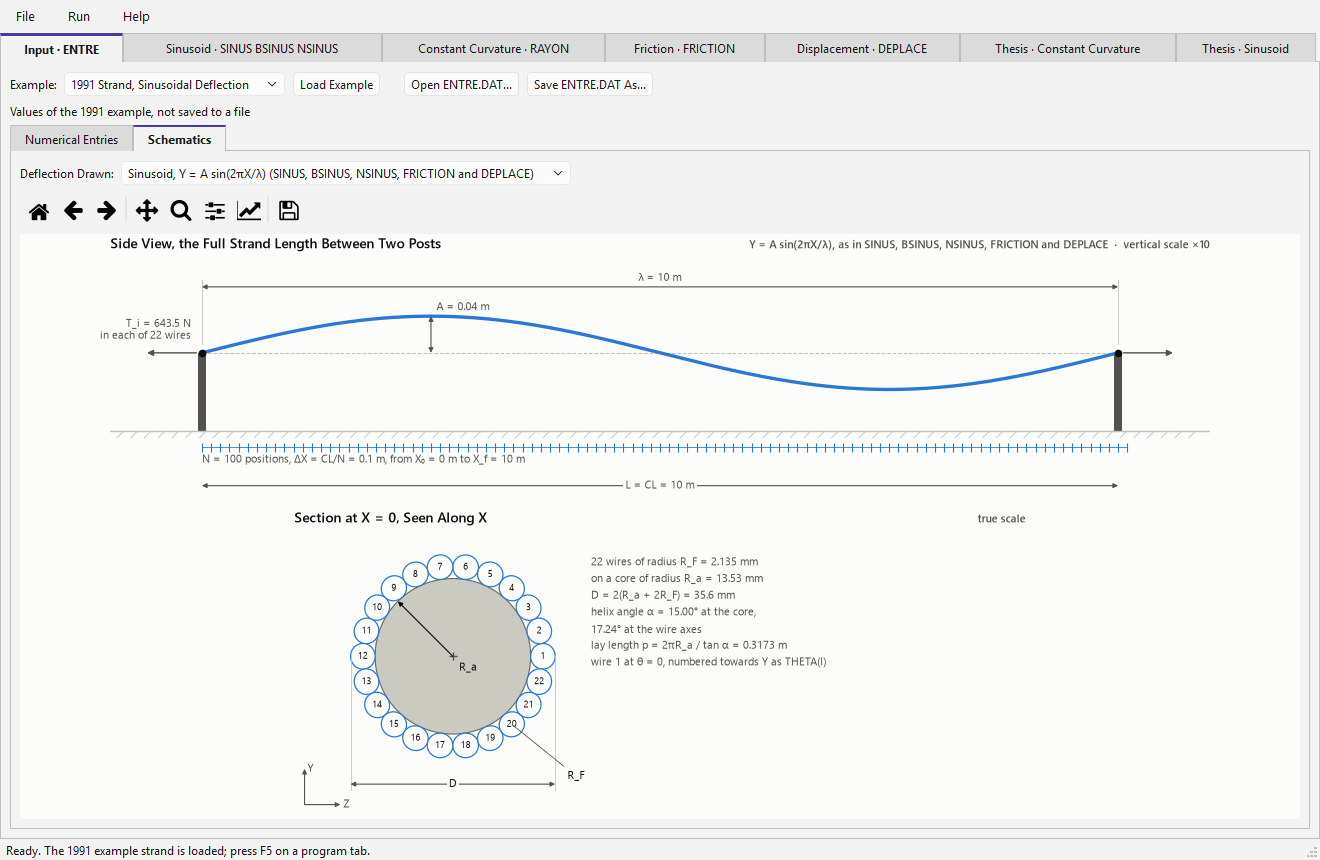 File Run Help
Input · ENTRE Sinusoid · SINUS BSINUS NSINUS Constant Curvature · RAYON Friction · FRICTION Displacement · DEPLACE Thesis · Constant Curvature Thesis · Sinusoid
Example: 1991 Strand, Sinusoidal Deflection Load Example Open ENTRE.DAT... Save ENTRE.DAT As...
Values of the 1991 example, not saved to a file
Numerical Entries Schematics
Deflection Drawn: Sinusoid, Y = A sin(2πX/λ) (SINUS, BSINUS, NSINUS, FRICTION and DEPLACE)
Side View, the Full Strand Length Between Two Posts
Y = A sin(2πX/λ), as in SINUS, BSINUS, NSINUS, FRICTION and DEPLACE · vertical scale ×10
λ = 10 m
A = 0.04 m
T_i = 643.5 N
in each of 22 wires
N = 100 positions, ΔX = CL/N = 0.1 m, from X₀ = 0 m to X_f = 10 m
L = CL = 10 m
Section at X = 0, Seen Along X
true scale
22 wires of radius R_F = 2.135 mm
on a core of radius R_a = 13.53 mm
D = 2(R_a + 2R_F) = 35.6 mm
helix angle α = 15.00° at the core,
17.24° at the wire axes
lay length p = 2πR_a / tan α = 0.3173 m
wire 1 at θ = 0, numbered towards Y as THETA(I)
1
2
3
4
5
6
7
8
9
10
11
12
13
14
15
16
17
18
19
20
21
22
R_a
R_F
D
Y
Z
Ready. The 1991 example strand is loaded; press F5 on a program tab.